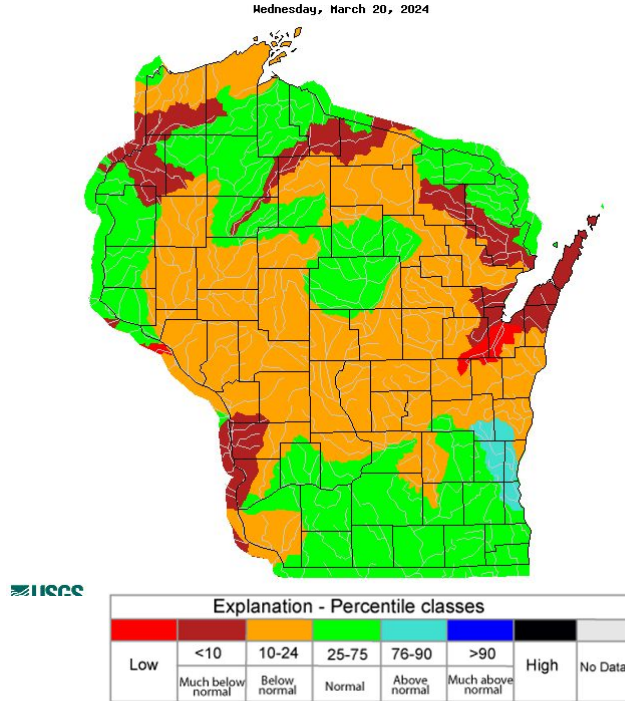 Wednesday, March 20, 2024
USGS
Explanation - Percentile classes
Low
<10
Much below
normal
10-24
Below
normal
25-75
Normal
76-90
Above
normal
>90
Much above
normal
High
No Data